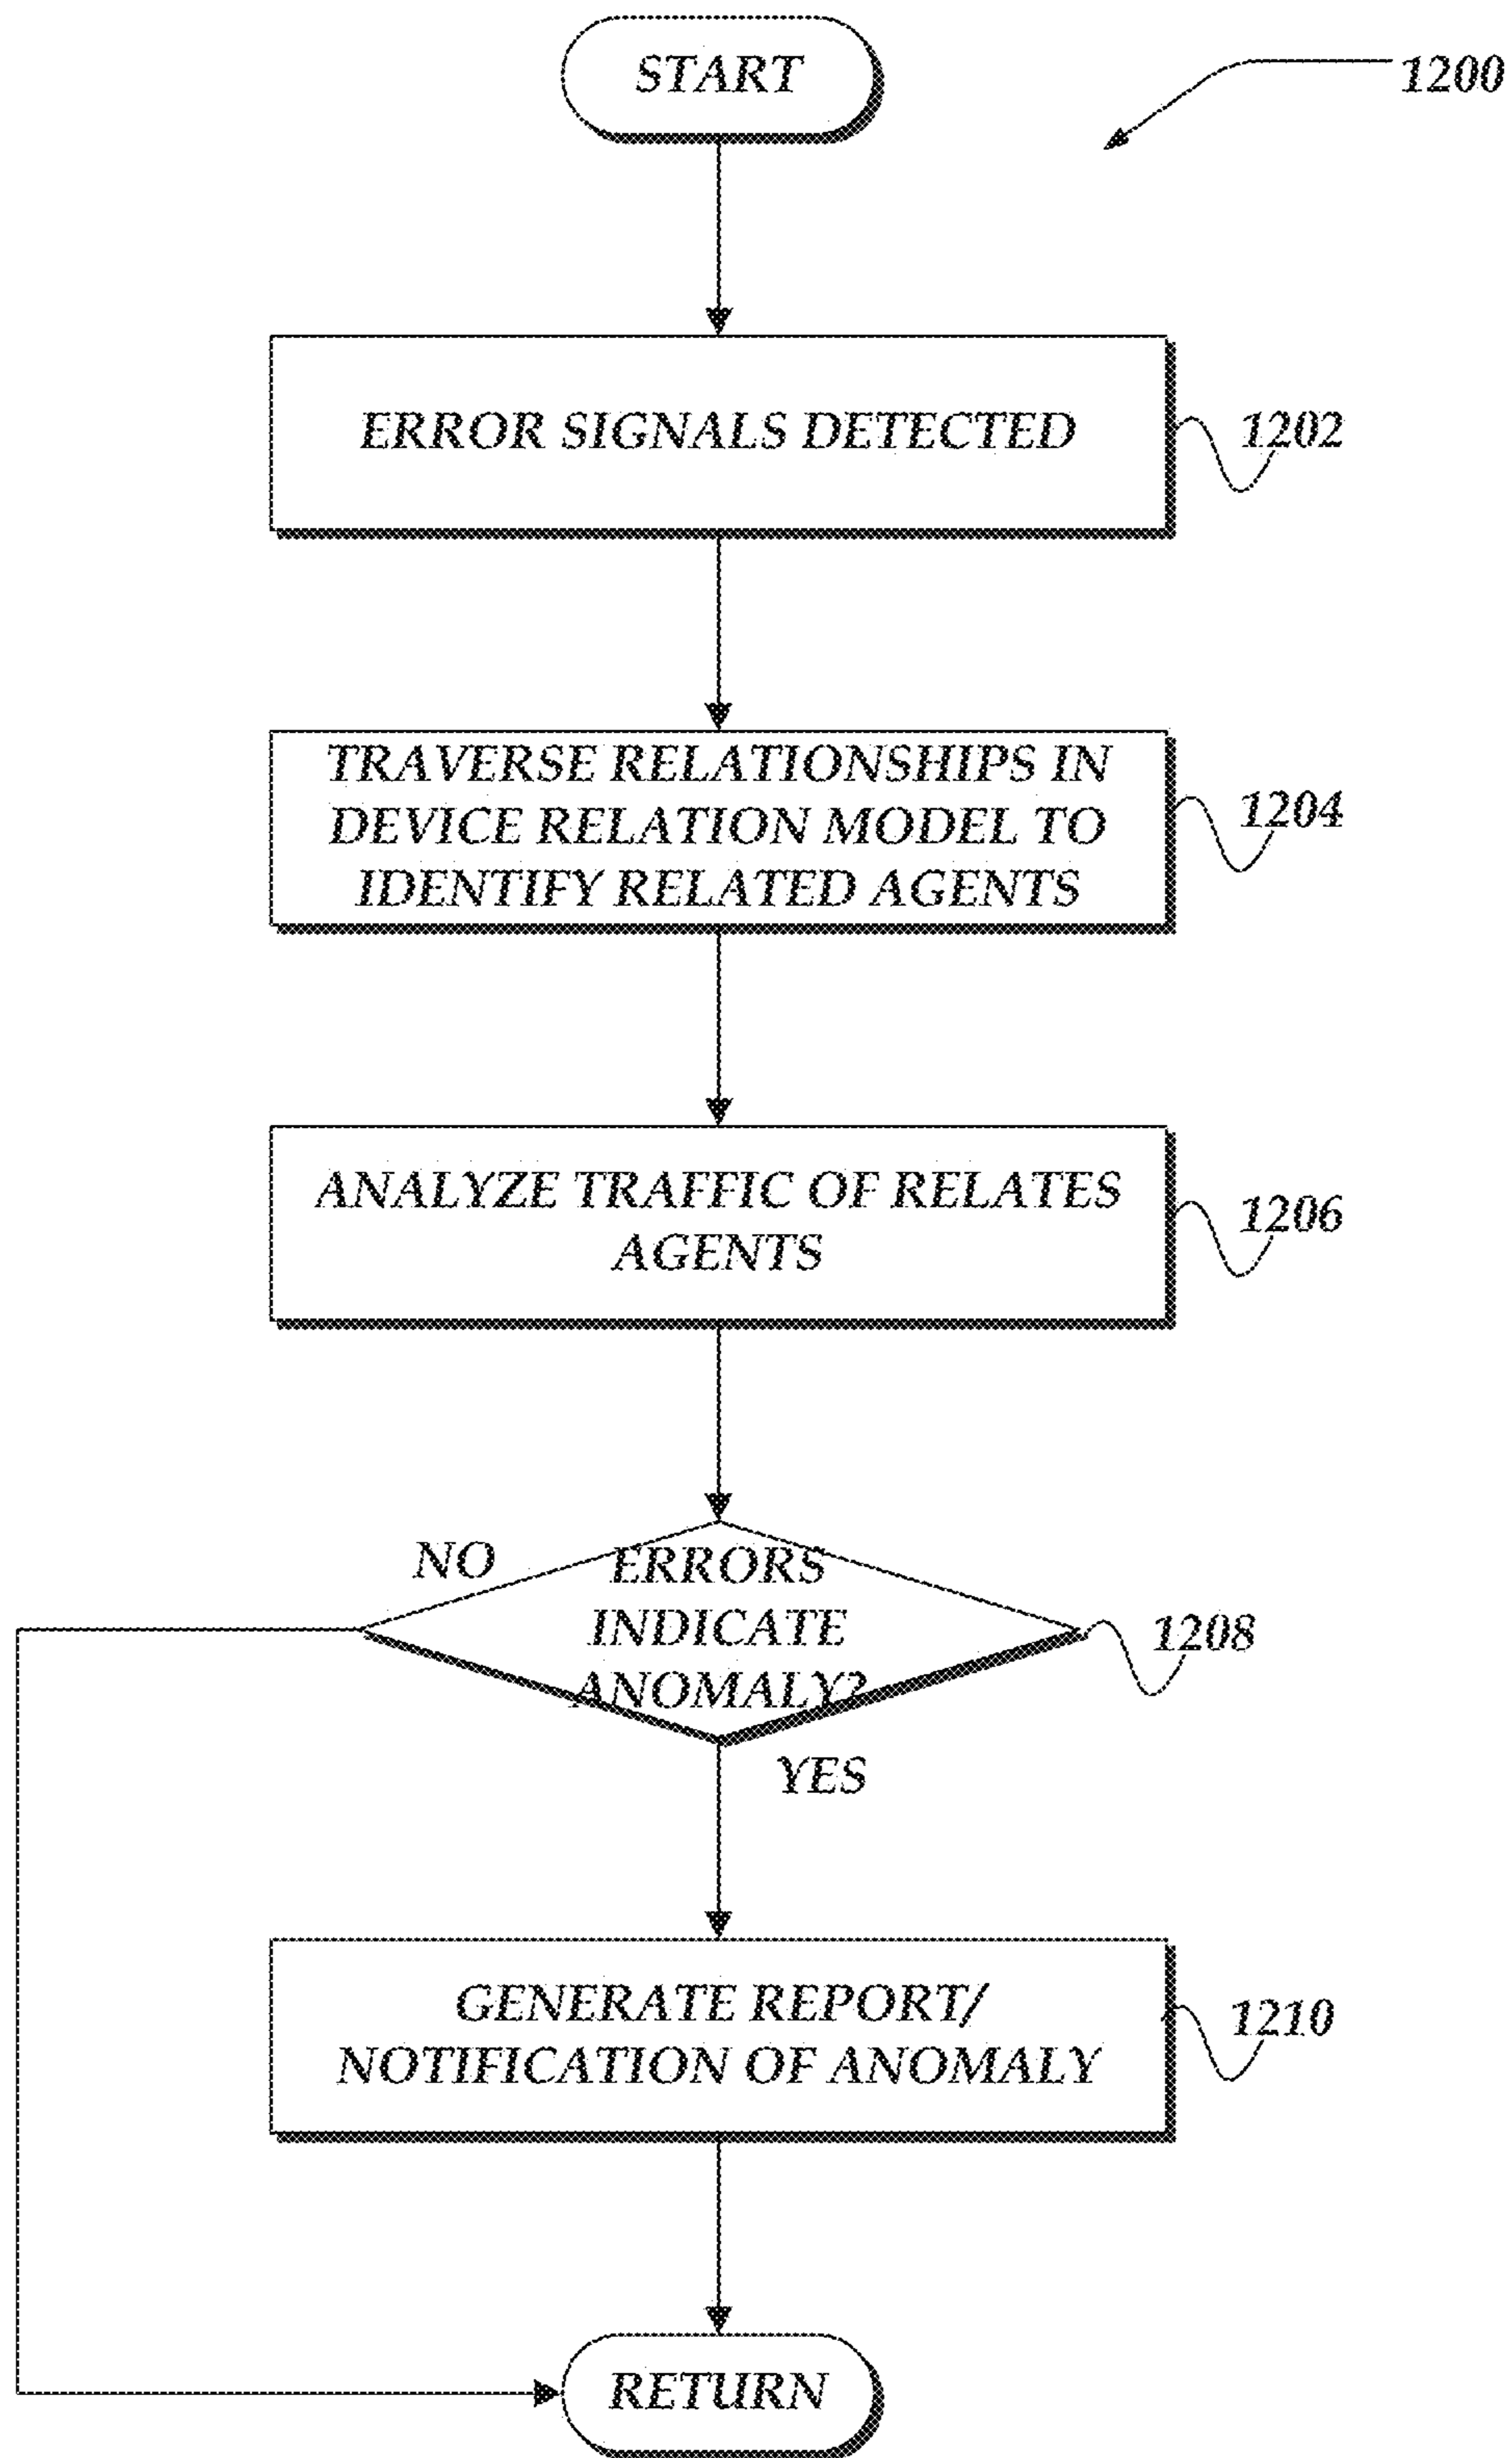 START
1200
ERROR SIGNALS DETECTED
1202
TRAVERSE RELATIONSHIPS IN
DEVICE RELATION MODEL TO
IDENTIFY RELATED AGENTS
1204
ANALYZE TRAFFIC OF RELATES
AGENTS
1206
NO
ERRORS
INDICATE
ANOMALY?
1208
YES
GENERATE REPORT/
NOTIFICATION OF ANOMALY
1210
RETURN